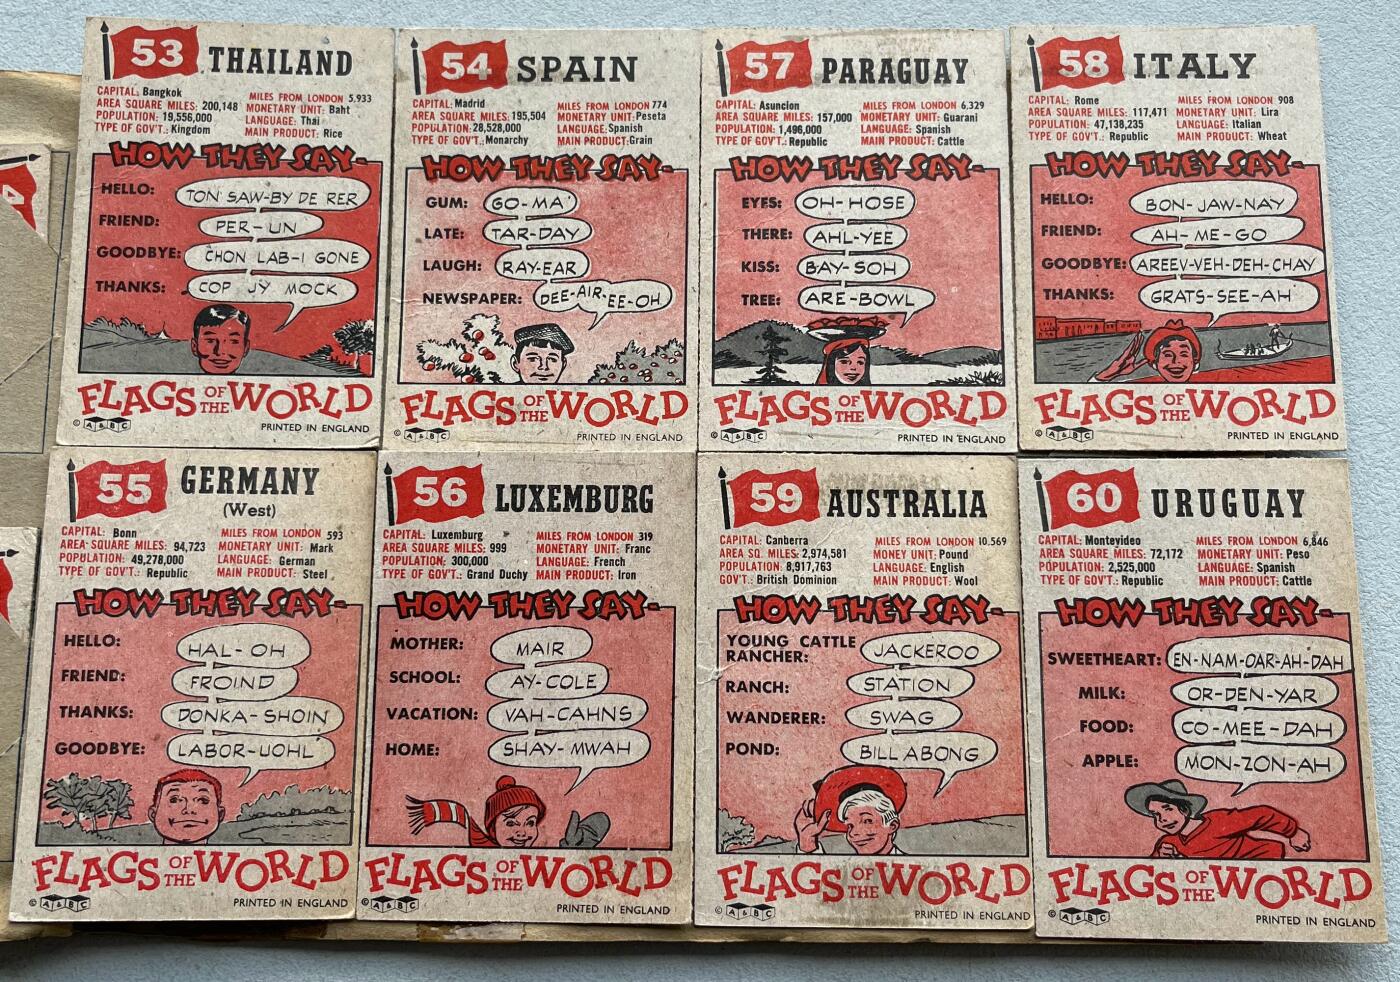 53 THAILAND
CAPITAL: Bangkok
AREA SQUARE MILES: 200,148
POPULATION: 19,556,000
TYPE OF GOV'T.: Kingdom
MILES FROM LONDON 5.933
MONETARY UNIT: Baht
LANGUAGE: Thai
MAIN PRODUCT: Rice
HOW THEY SAY-
HELLO: TON SAW-BY DE RER
FRIEND: PER-UN
GOODBYE: CHON LAB-I GONE
THANKS: COP JY MOCK
FLAGS OF THE WORLD
© A&BC PRINTED IN ENGLAND
54 SPAIN
CAPITAL: Madrid
AREA SQUARE MILES: 195,504
POPULATION: 28,528,000
TYPE OF GOV'T.: Monarchy
MILES FROM LONDON 774
MONETARY UNIT: Peseta
LANGUAGE: Spanish
MAIN PRODUCT: Grain
HOW THEY SAY-
GUM: GO-MA'
LATE: TAR-DAY
LAUGH: RAY-EAR
NEWSPAPER: DEE-AIR-EE-OH
FLAGS OF THE WORLD
© A&BC PRINTED IN ENGLAND
57 PARAGUAY
CAPITAL: Asuncion
AREA SQUARE MILES: 157,000
POPULATION: 1,496,000
TYPE OF GOV'T.: Republic
MILES FROM LONDON 6.329
MONETARY UNIT: Guarani
LANGUAGE: Spanish
MAIN PRODUCT: Cattle
HOW THEY SAY-
EYES: OH-HOSE
THERE: AHL-YEE
KISS: BAY-SOH
TREE: ARE-BOWL
FLAGS OF THE WORLD
© A&BC PRINTED IN ENGLAND
58 ITALY
CAPITAL: Rome
AREA SQUARE MILES: 117,471
POPULATION: 47,138,235
TYPE OF GOV'T.: Republic
MILES FROM LONDON 908
MONETARY UNIT: Lira
LANGUAGE: Italian
MAIN PRODUCT: Wheat
HOW THEY SAY-
HELLO: BON-JAW-NAY
FRIEND: AH-ME-GO
GOODBYE: AREEV-VEH-DEH-CHAY
THANKS: GRATS-SEE-AH
FLAGS OF THE WORLD
© A&BC PRINTED IN ENGLAND
55 GERMANY
(West)
CAPITAL: Bonn
AREA SQUARE MILES: 94,723
POPULATION: 49,278,000
TYPE OF GOV'T.: Republic
MILES FROM LONDON 593
MONETARY UNIT: Mark
LANGUAGE: German
MAIN PRODUCT: Steel
HOW THEY SAY-
HELLO: HAL-OH
FRIEND: FROIND
THANKS: DONKA-SHOIN
GOODBYE: LABOR-UOHL
FLAGS OF THE WORLD
© A&BC PRINTED IN ENGLAND
56 LUXEMBURG
CAPITAL: Luxemburg
AREA SQUARE MILES: 999
POPULATION: 300,000
TYPE OF GOV'T.: Grand Duchy
MILES FROM LONDON 319
MONETARY UNIT: Franc
LANGUAGE: French
MAIN PRODUCT: Iron
HOW THEY SAY-
MOTHER: MAIR
SCHOOL: AY-COLE
VACATION: VAH-CAHNS
HOME: SHAY-MWAH
FLAGS OF THE WORLD
© A&BC PRINTED IN ENGLAND
59 AUSTRALIA
CAPITAL: Canberra
AREA SQ. MILES: 2,974,581
POPULATION: 8,917,763
GOV'T.: British Dominion
MILES FROM LONDON 10.569
MONEY UNIT: Pound
LANGUAGE: English
MAIN PRODUCT: Wool
HOW THEY SAY-
YOUNG CATTLE
RANCHER: JACKEROO
RANCH: STATION
WANDERER: SWAG
POND: BILLABONG
FLAGS OF THE WORLD
© A&BC PRINTED IN ENGLAND
60 URUGUAY
CAPITAL: Montevideo
AREA SQUARE MILES: 72,172
POPULATION: 2,525,000
TYPE OF GOV'T.: Republic
MILES FROM LONDON 6,846
MONETARY UNIT: Peso
LANGUAGE: Spanish
MAIN PRODUCT: Cattle
HOW THEY SAY-
SWEETHEART: EN-NAM-OAR-AH-DAH
MILK: OR-DEN-YAR
FOOD: CO-MEE-DAH
APPLE: MON-ZON-AH
FLAGS OF THE WORLD
© A&BC PRINTED IN ENGLAND